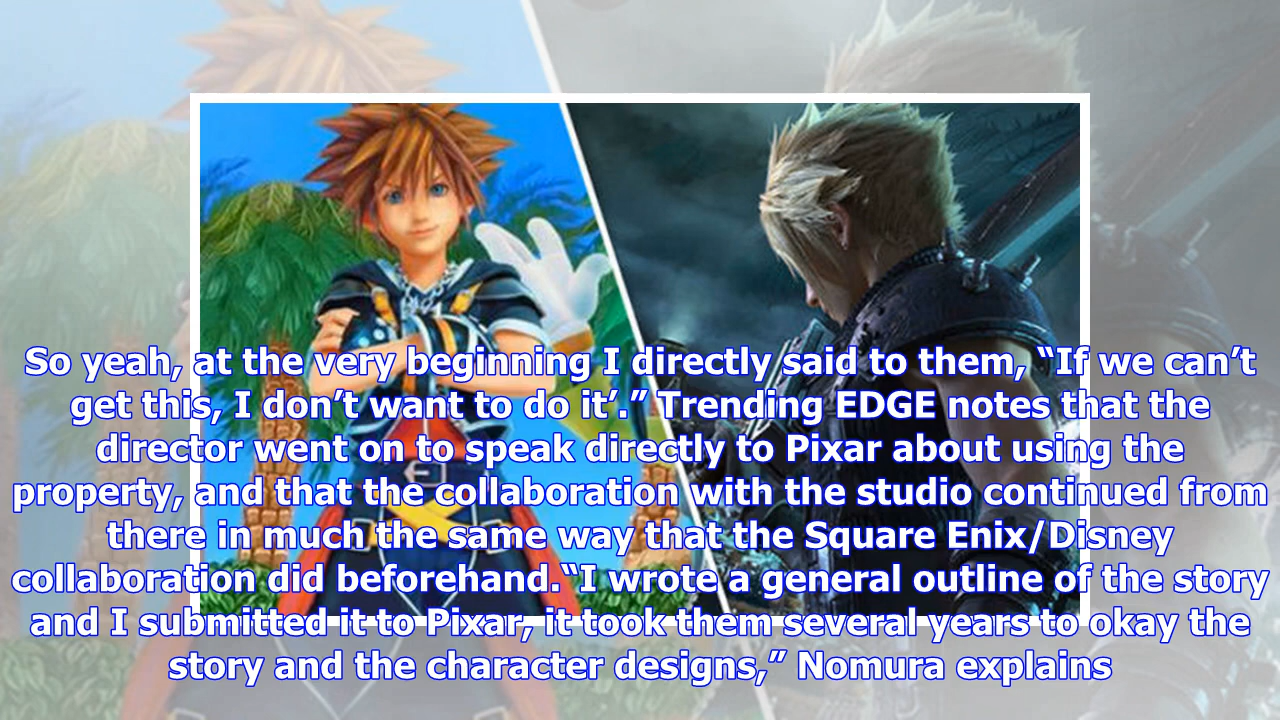 So yeah, at the very beginning I directly said to them, “If we can’t
get this, I don’t want to do it’.” Trending EDGE notes that the
director went on to speak directly to Pixar about using the
property, and that the collaboration with the studio continued from
there in much the same way that the Square Enix/Disney
collaboration did beforehand.“I wrote a general outline of the story
and I submitted it to Pixar, it took them several years to okay the
story and the character designs,” Nomura explains